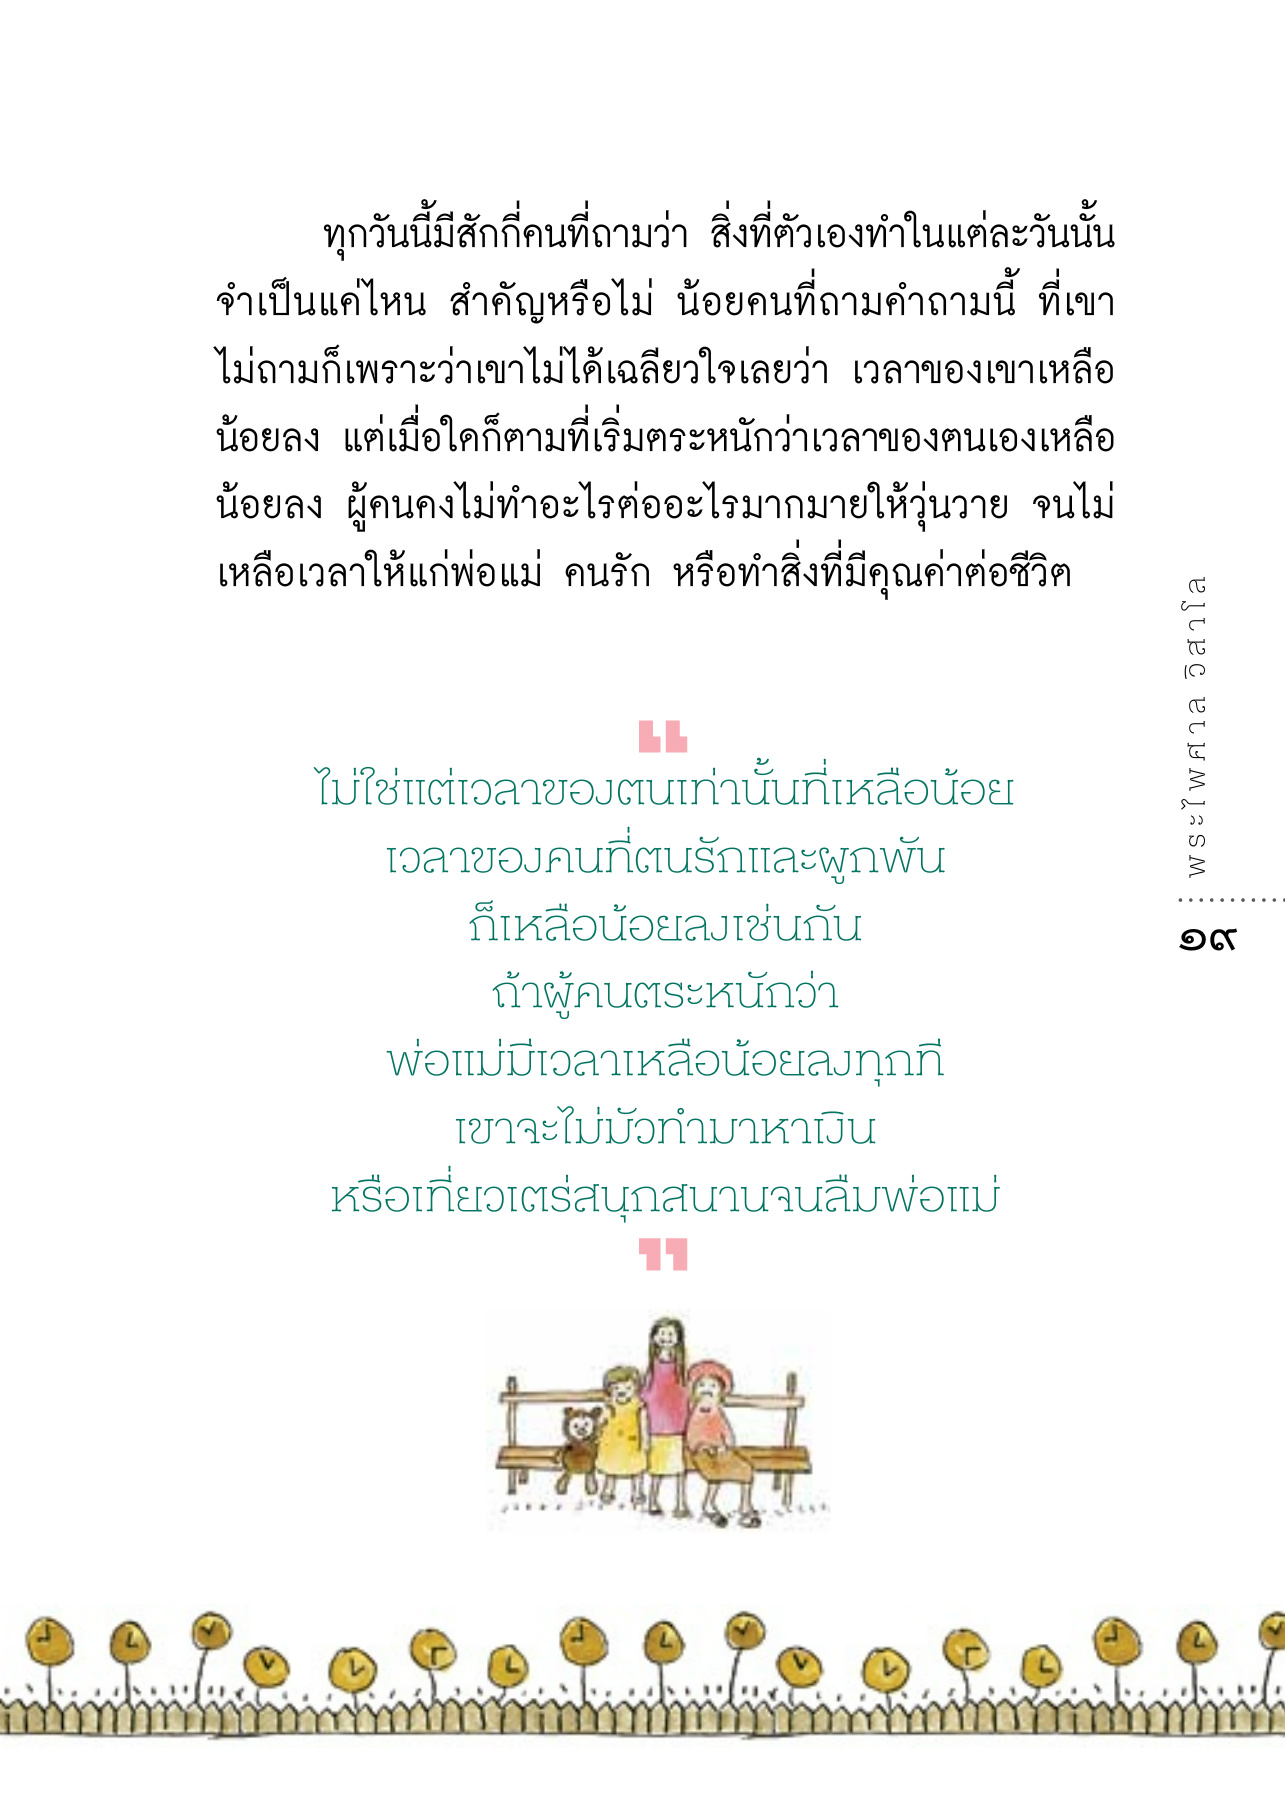 ทุกวันนี้มีสักกี่คนที่ถามว่า สิ่งที่ตัวเองทำในแต่ละวันนั้น
จำเป็นแค่ไหน สำคัญหรือไม่ น้อยคนที่ถามคำถามนี้ ที่เขา
ไม่ถามก็เพราะว่าเขาไม่ได้เฉลียวใจเลยว่า เวลาของเขาเหลือ
น้อยลง แต่เมื่อใดก็ตามที่เริ่มตระหนักว่าเวลาของตนเองเหลือ
น้อยลง ผู้คนคงไม่ทำอะไรต่ออะไรมากมายให้วุ่นวาย จนไม่
เหลือเวลาให้แก่พ่อแม่ คนรัก หรือทำสิ่งที่มีคุณค่าต่อชีวิต
“
ไม่ใช่แต่เวลาของตนเท่านั้นที่เหลือน้อย
เวลาของคนที่ตนรักและผูกพัน
ก็เหลือน้อยลงเช่นกัน
ถ้าผู้คนตระหนักว่า
พ่อแม่มีเวลาเหลือน้อยลงทุกที
เขาจะไม่มัวทำมาหาเงิน
หรือเที่ยวเตร่สนุกสนานจนลืมพ่อแม่
”
พระไพศาล วิสาโล
๑๙